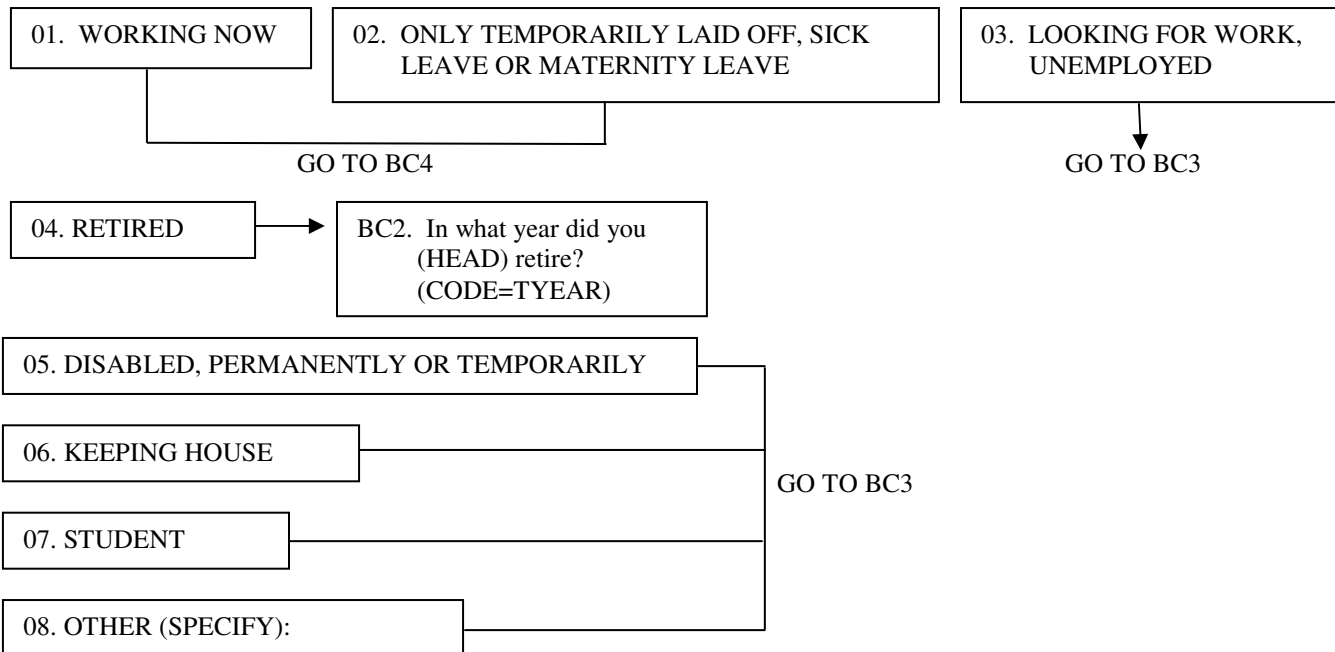 01. WORKING NOW
02. ONLY TEMPORARILY LAID OFF, SICK
LEAVE OR MATERNITY LEAVE
03. LOOKING FOR WORK,
UNEMPLOYED
GO TO BC4
GO TO BC3
04. RETIRED
BC2. In what year did you
(HEAD) retire?
(CODE=TYEAR)
05. DISABLED, PERMANENTLY OR TEMPORARILY
06. KEEPING HOUSE
GO TO BC3
07. STUDENT
08. OTHER (SPECIFY):